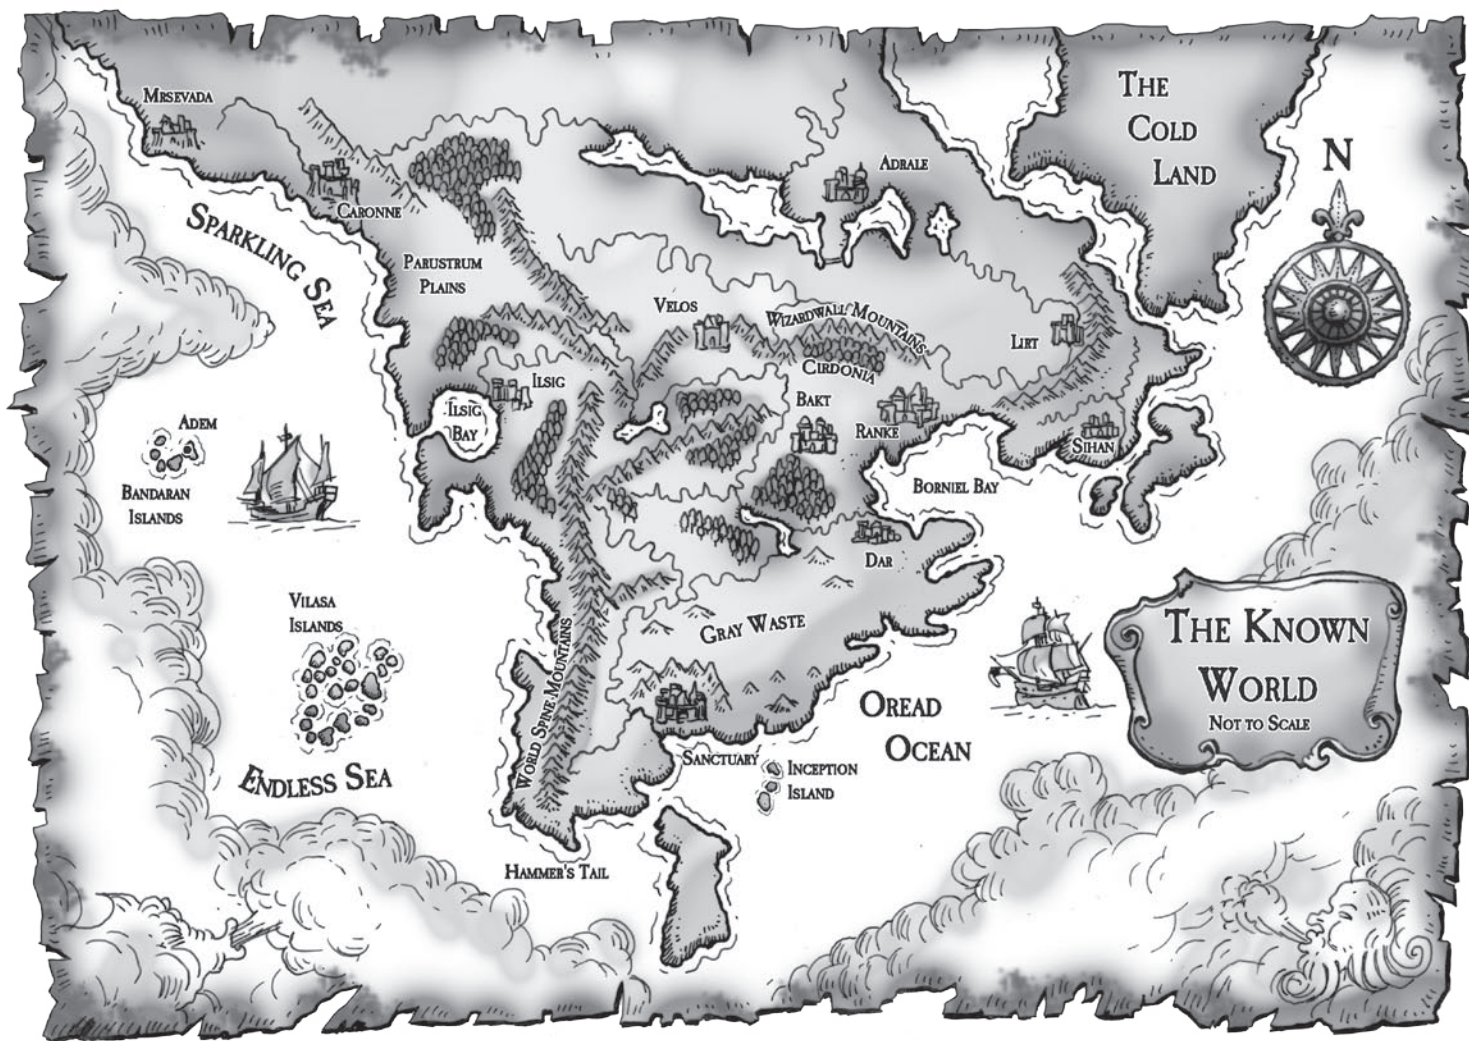 MRSEVADA
THE
COLD
LAND
N
ADRALE
CARONNE
SPARKLING SEA
PARUSTRUM
PLAINS
VELOS
WIZARDWALL MOUNTAINS
LIRT
CIRDONIA
ILSIG
ILSIG
BAY
BAKT
RANKE
SIHAN
ADEM
BANDARAN
ISLANDS
BORNIEL BAY
DAR
VILASA
ISLANDS
GRAY WASTE
THE KNOWN
WORLD
NOT TO SCALE
WORLD SPINE MOUNTAINS
OREAD
OCEAN
SANCTUARY
INCEPTION
ISLAND
ENDLESS SEA
HAMMER'S TAIL